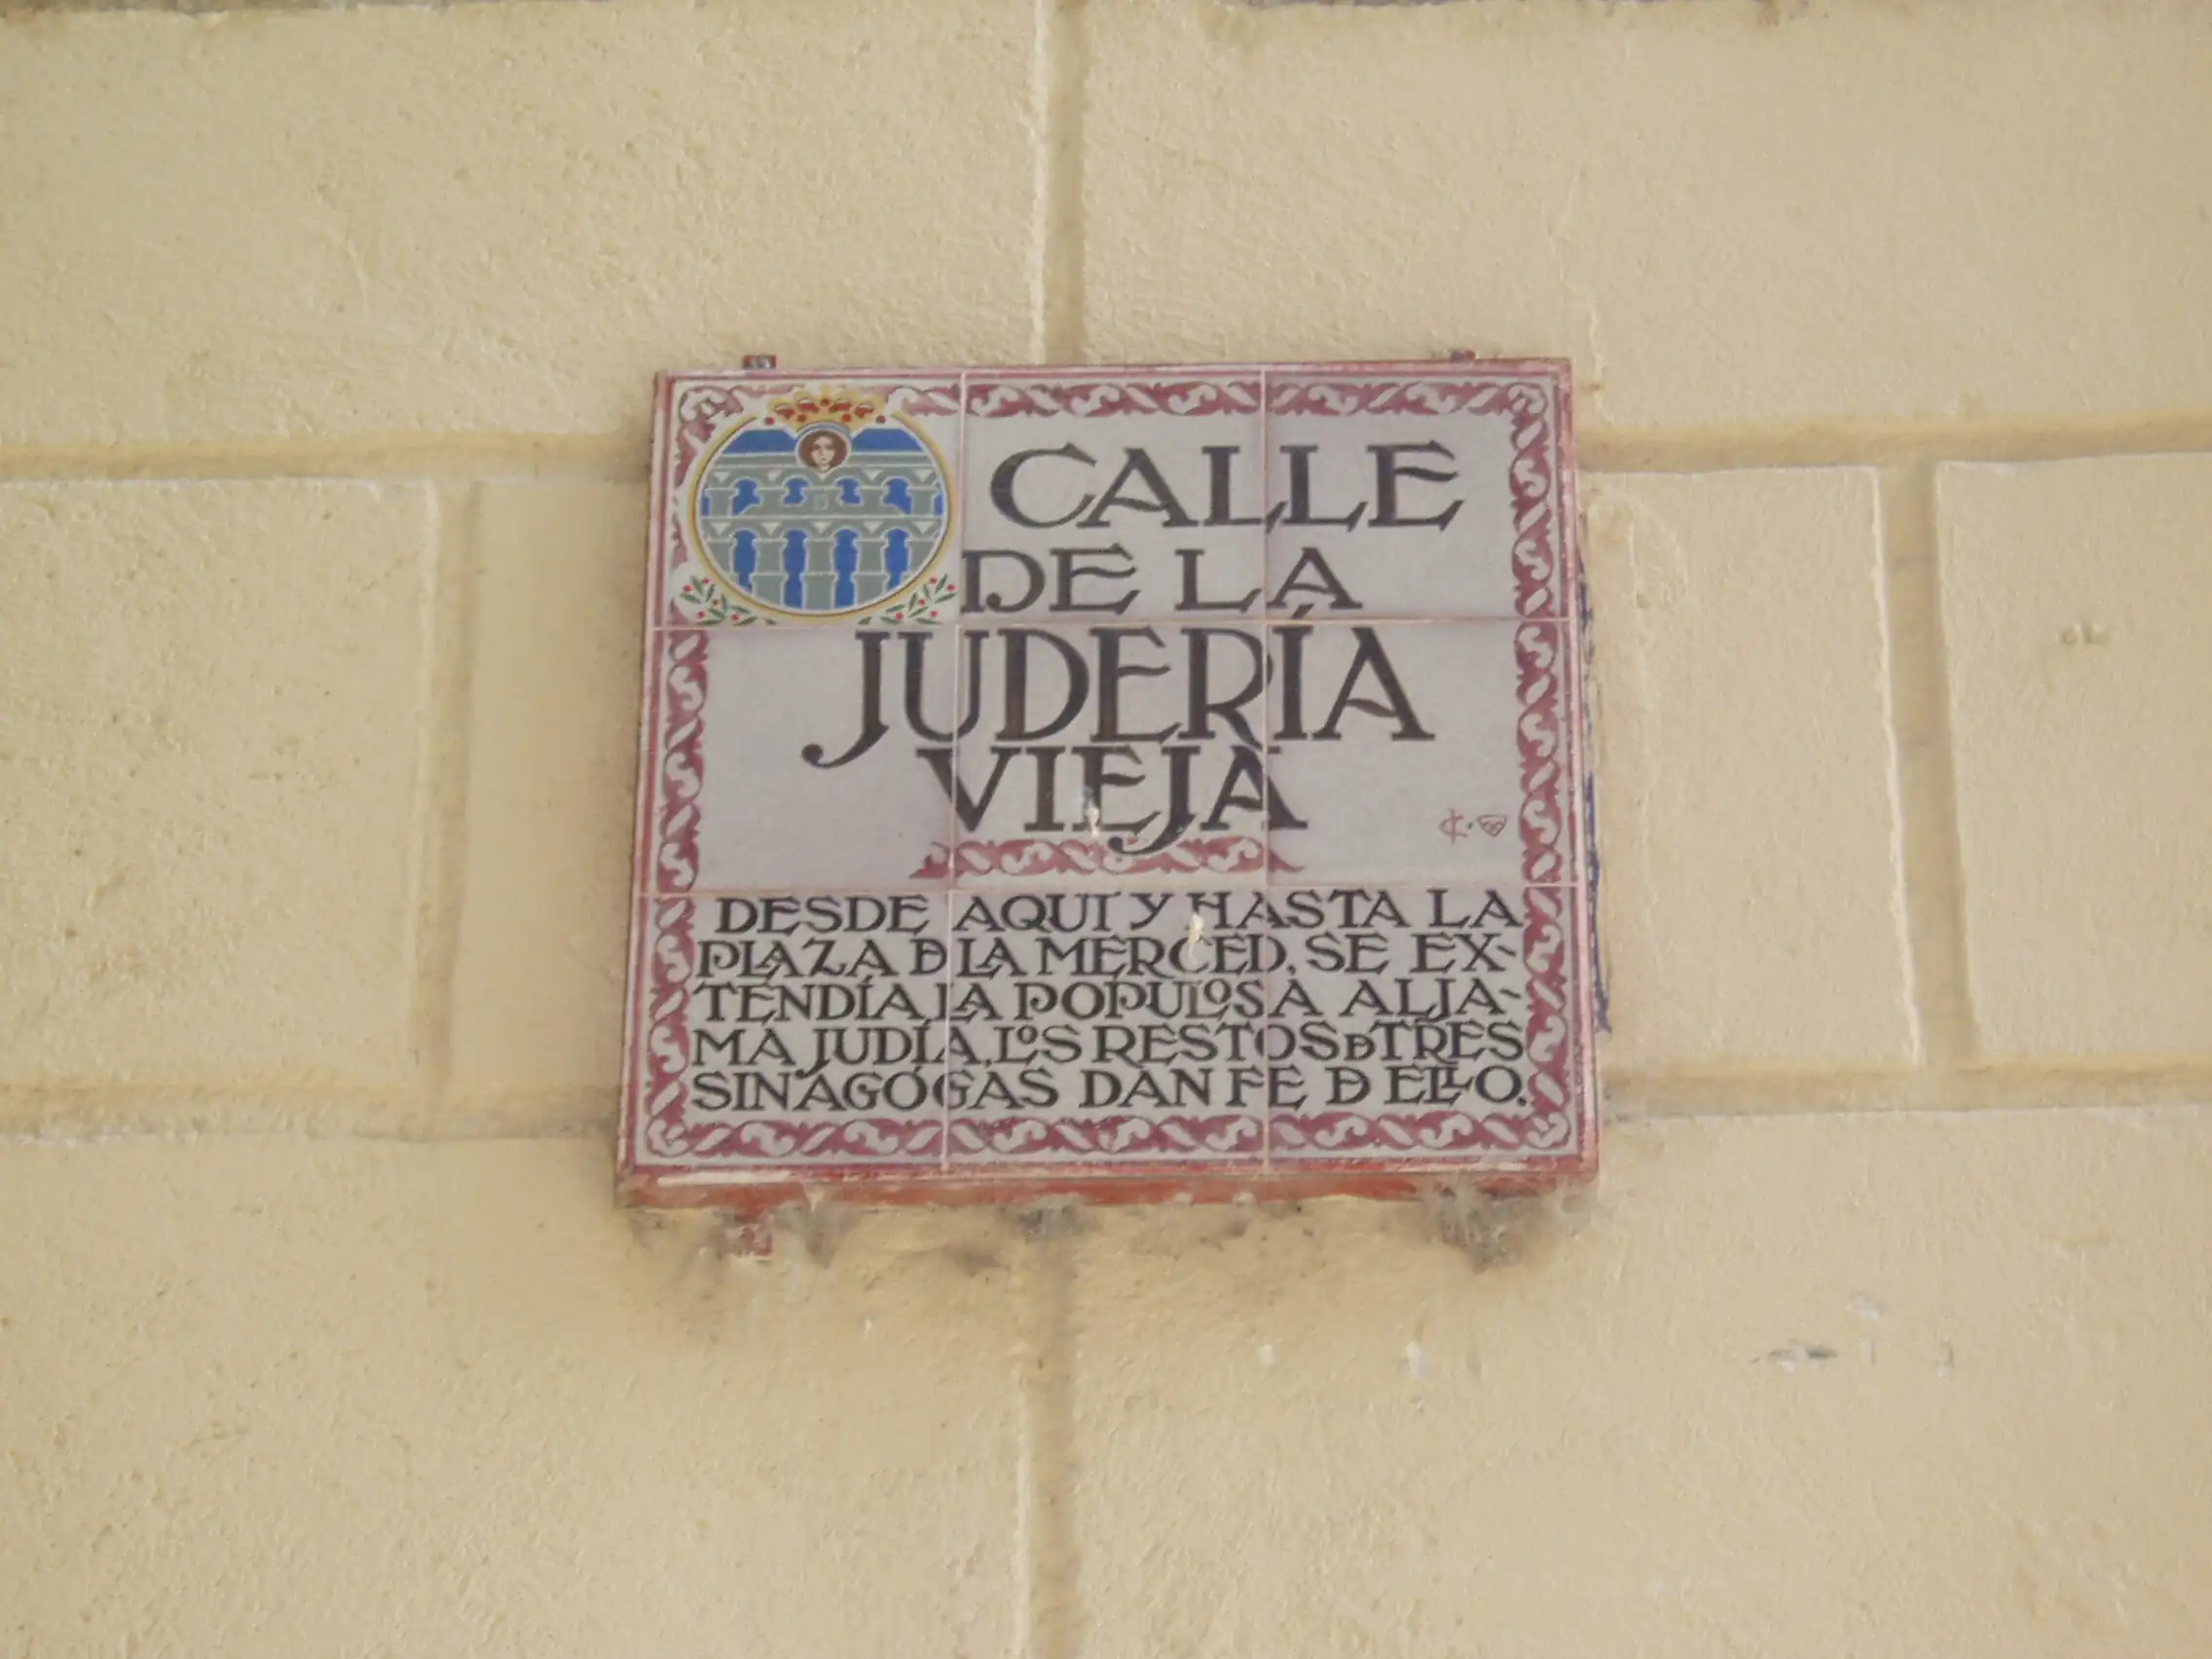 CALLE
DE LA
JUDERÍA
VIEJA
DESDE AQUI Y HASTA LA
PLAZA D LA MERCED, SE EX-
TENDÍA LA POPULOSA ALJA-
MA JUDÍA, LOS RESTOS D TRES
SINAGOGAS DAN FE D ELLO.